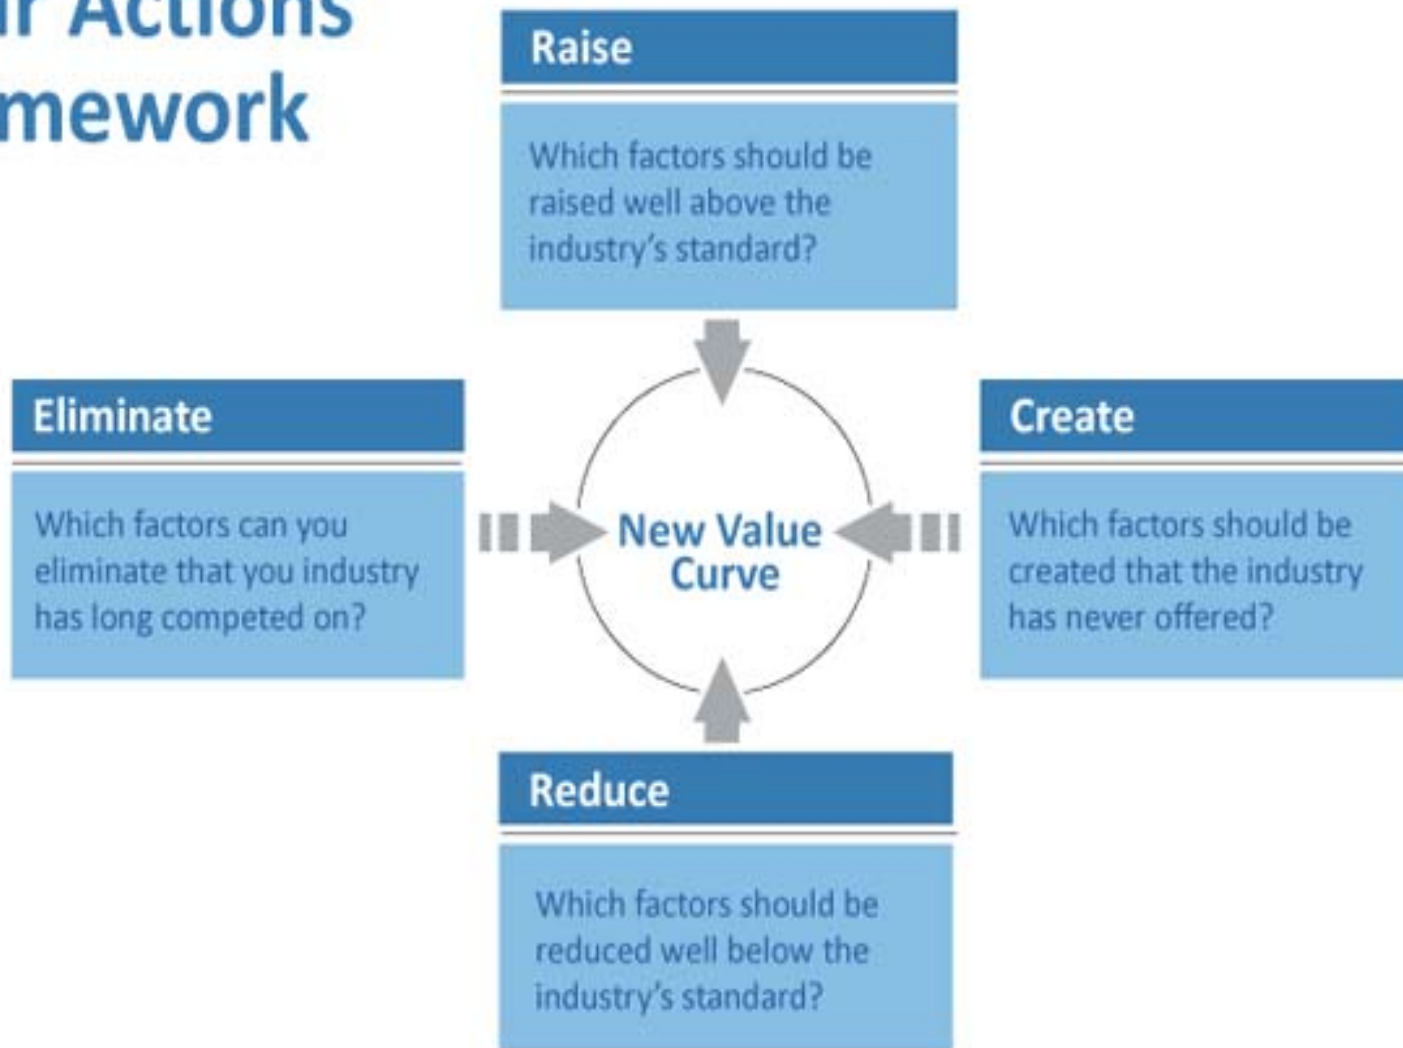 r Actions
mework
Raise
Which factors should be
raised well above the
industry's standard?
Eliminate
Which factors can you
eliminate that you industry
has long competed on?
New Value
Curve
Create
Which factors should be
created that the industry
has never offered?
Reduce
Which factors should be
reduced well below the
industry's standard?